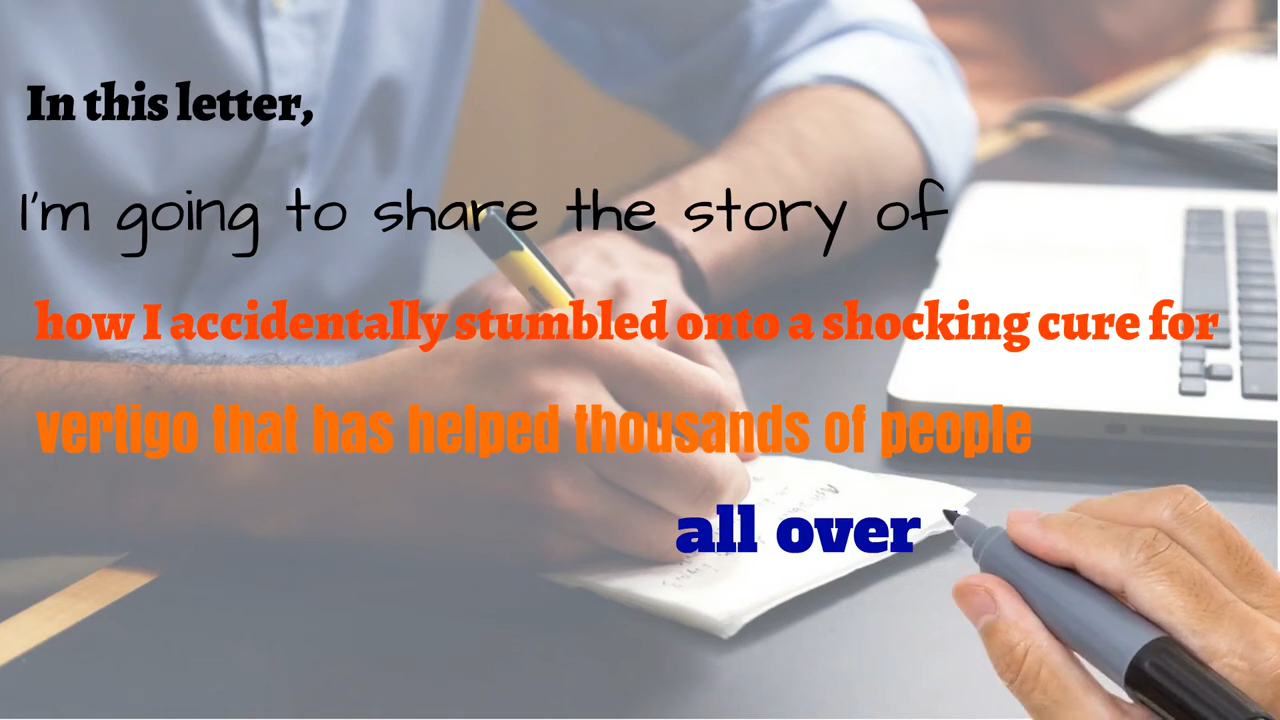 In this letter,
I'm going to share the story of
how I accidentally stumbled onto a shocking cure for
vertigo that has helped thousands of people
all over